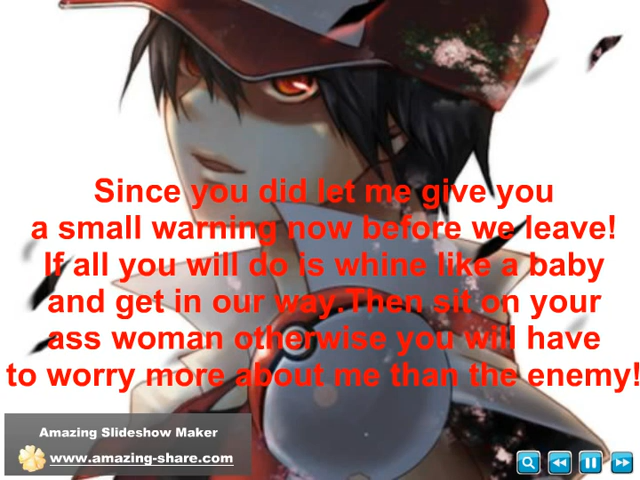 Since you did let me give you
a small warning now before we leave!
If all you will do is whine like a baby
and get in our way.Then sit on your
ass woman otherwise you will have
to worry more about me than the enemy!
Amazing Slideshow Maker
www.amazing-share.com